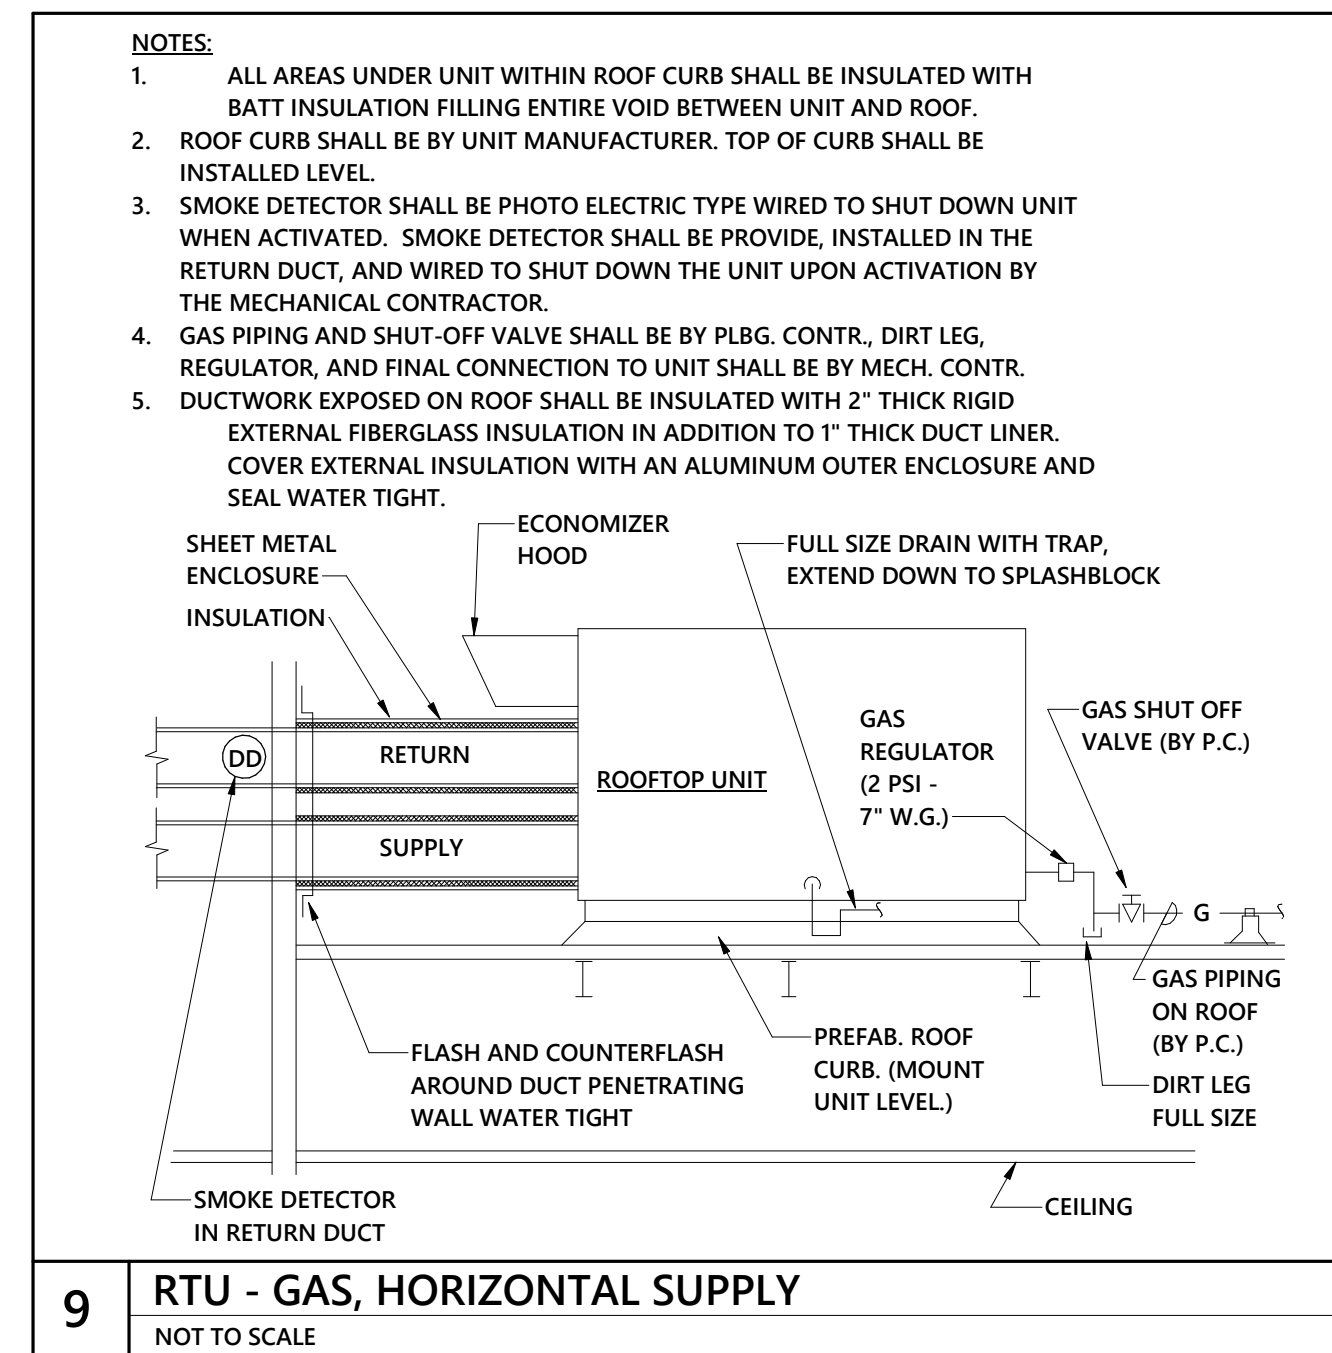 NOTES:
1. ALL AREAS UNDER UNIT WITHIN ROOF CURB SHALL BE INSULATED WITH
BATT INSULATION FILLING ENTIRE VOID BETWEEN UNIT AND ROOF.
2. ROOF CURB SHALL BE BY UNIT MANUFACTURER. TOP OF CURB SHALL BE
INSTALLED LEVEL.
3. SMOKE DETECTOR SHALL BE PHOTO ELECTRIC TYPE WIRED TO SHUT DOWN UNIT
WHEN ACTIVATED. SMOKE DETECTOR SHALL BE PROVIDE, INSTALLED IN THE
RETURN DUCT, AND WIRED TO SHUT DOWN THE UNIT UPON ACTIVATION BY
THE MECHANICAL CONTRACTOR.
4. GAS PIPING AND SHUT-OFF VALVE SHALL BE BY PLBG. CONTR., DIRT LEG,
REGULATOR, AND FINAL CONNECTION TO UNIT SHALL BE BY MECH. CONTR.
5. DUCTWORK EXPOSED ON ROOF SHALL BE INSULATED WITH 2" THICK RIGID
EXTERNAL FIBERGLASS INSULATION IN ADDITION TO 1" THICK DUCT LINER.
COVER EXTERNAL INSULATION WITH AN ALUMINUM OUTER ENCLOSURE AND
SEAL WATER TIGHT.
ECONOMIZER
HOOD
SHEET METAL
ENCLOSURE
INSULATION
FULL SIZE DRAIN WITH TRAP,
EXTEND DOWN TO SPLASHBLOCK
GAS SHUT OFF
VALVE (BY P.C.)
GAS
REGULATOR
(2 PSI -
7" W.G.)
DD
RETURN
ROOFTOP UNIT
SUPPLY
G
GAS PIPING
ON ROOF
(BY P.C.)
FLASH AND COUNTERFLASH
AROUND DUCT PENETRATING
WALL WATER TIGHT
PREFAB. ROOF
CURB. (MOUNT
UNIT LEVEL.)
DIRT LEG
FULL SIZE
SMOKE DETECTOR
IN RETURN DUCT
CEILING
9
RTU - GAS, HORIZONTAL SUPPLY
NOT TO SCALE